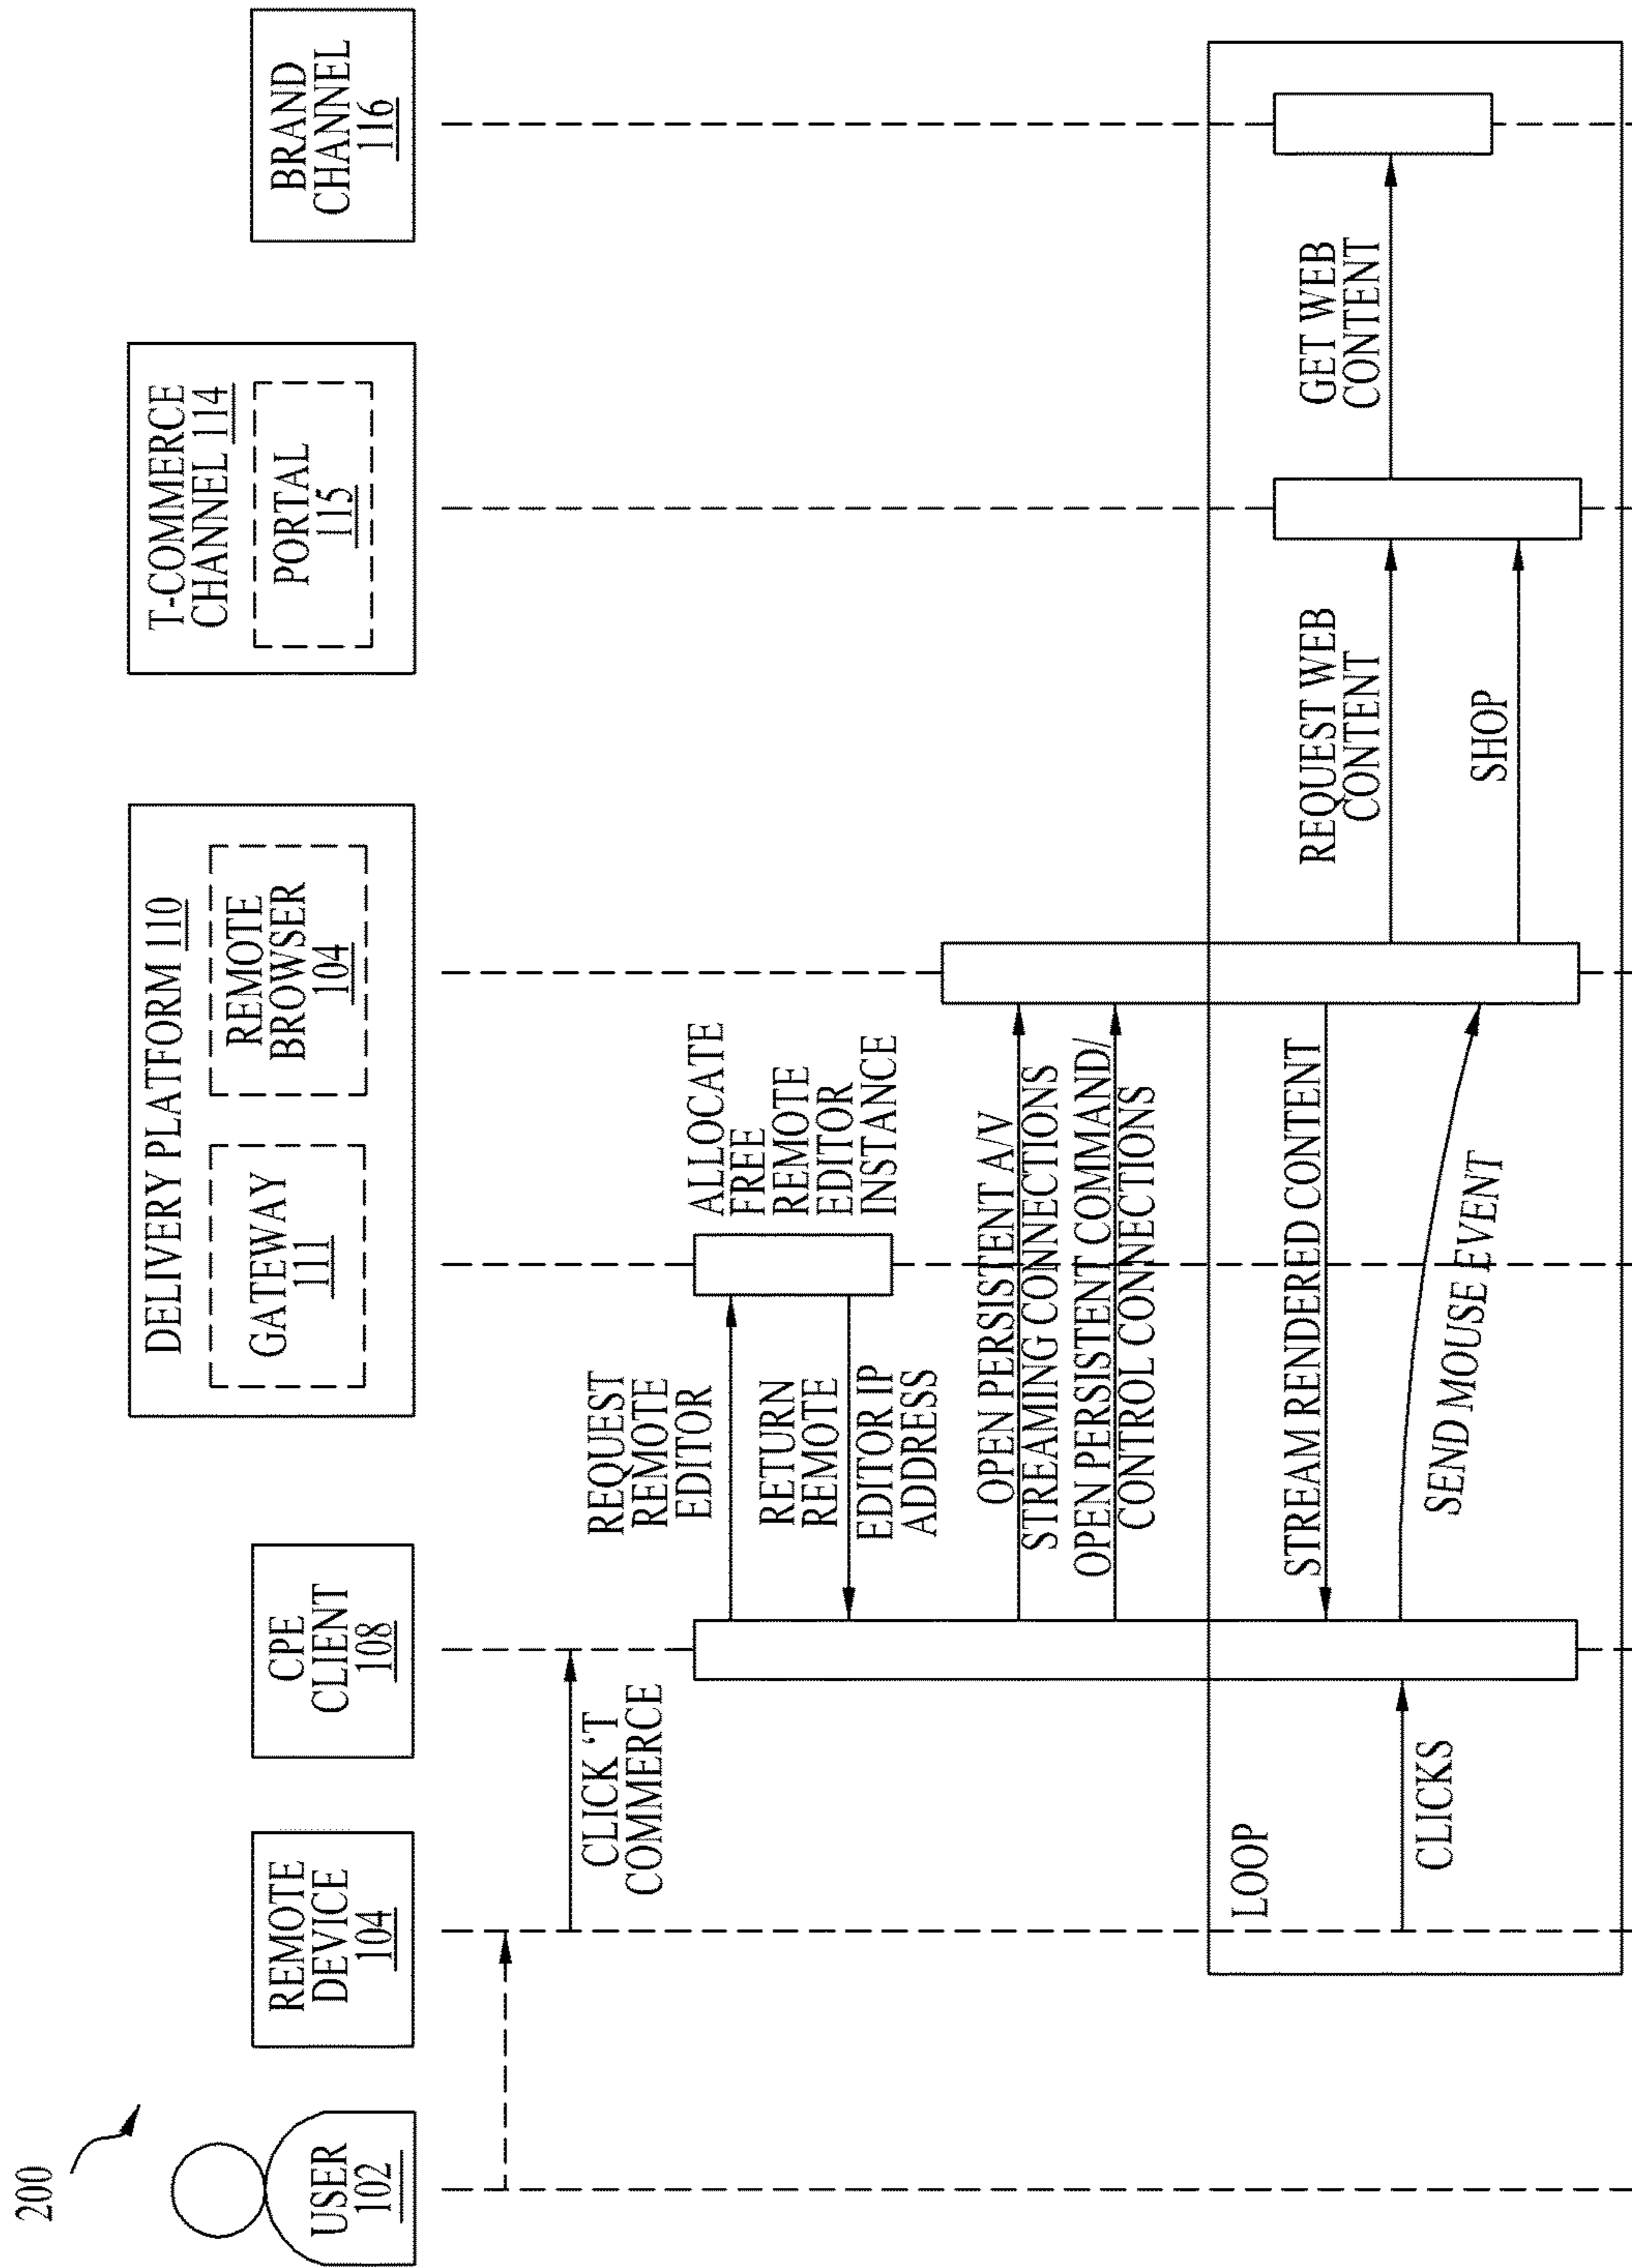 200
USER
102
REMOTE
DEVICE
104
CPE
CLIENT
108
DELIVERY PLATFORM 110
GATEWAY
111
REMOTE
BROWSER
104
T-COMMERCE
CHANNEL 114
PORTAL
115
BRAND
CHANNEL
116
CLICK ‘T
COMMERCE
REQUEST
REMOTE
EDITOR
ALLOCATE
FREE
REMOTE
EDITOR
INSTANCE
RETURN
REMOTE
EDITOR IP
ADDRESS
OPEN PERSISTENT A/V
STREAMING CONNECTIONS
OPEN PERSISTENT COMMAND/
CONTROL CONNECTIONS
LOOP
STREAM RENDERED CONTENT
REQUEST WEB
CONTENT
GET WEB
CONTENT
CLICKS
SEND MOUSE EVENT
SHOP